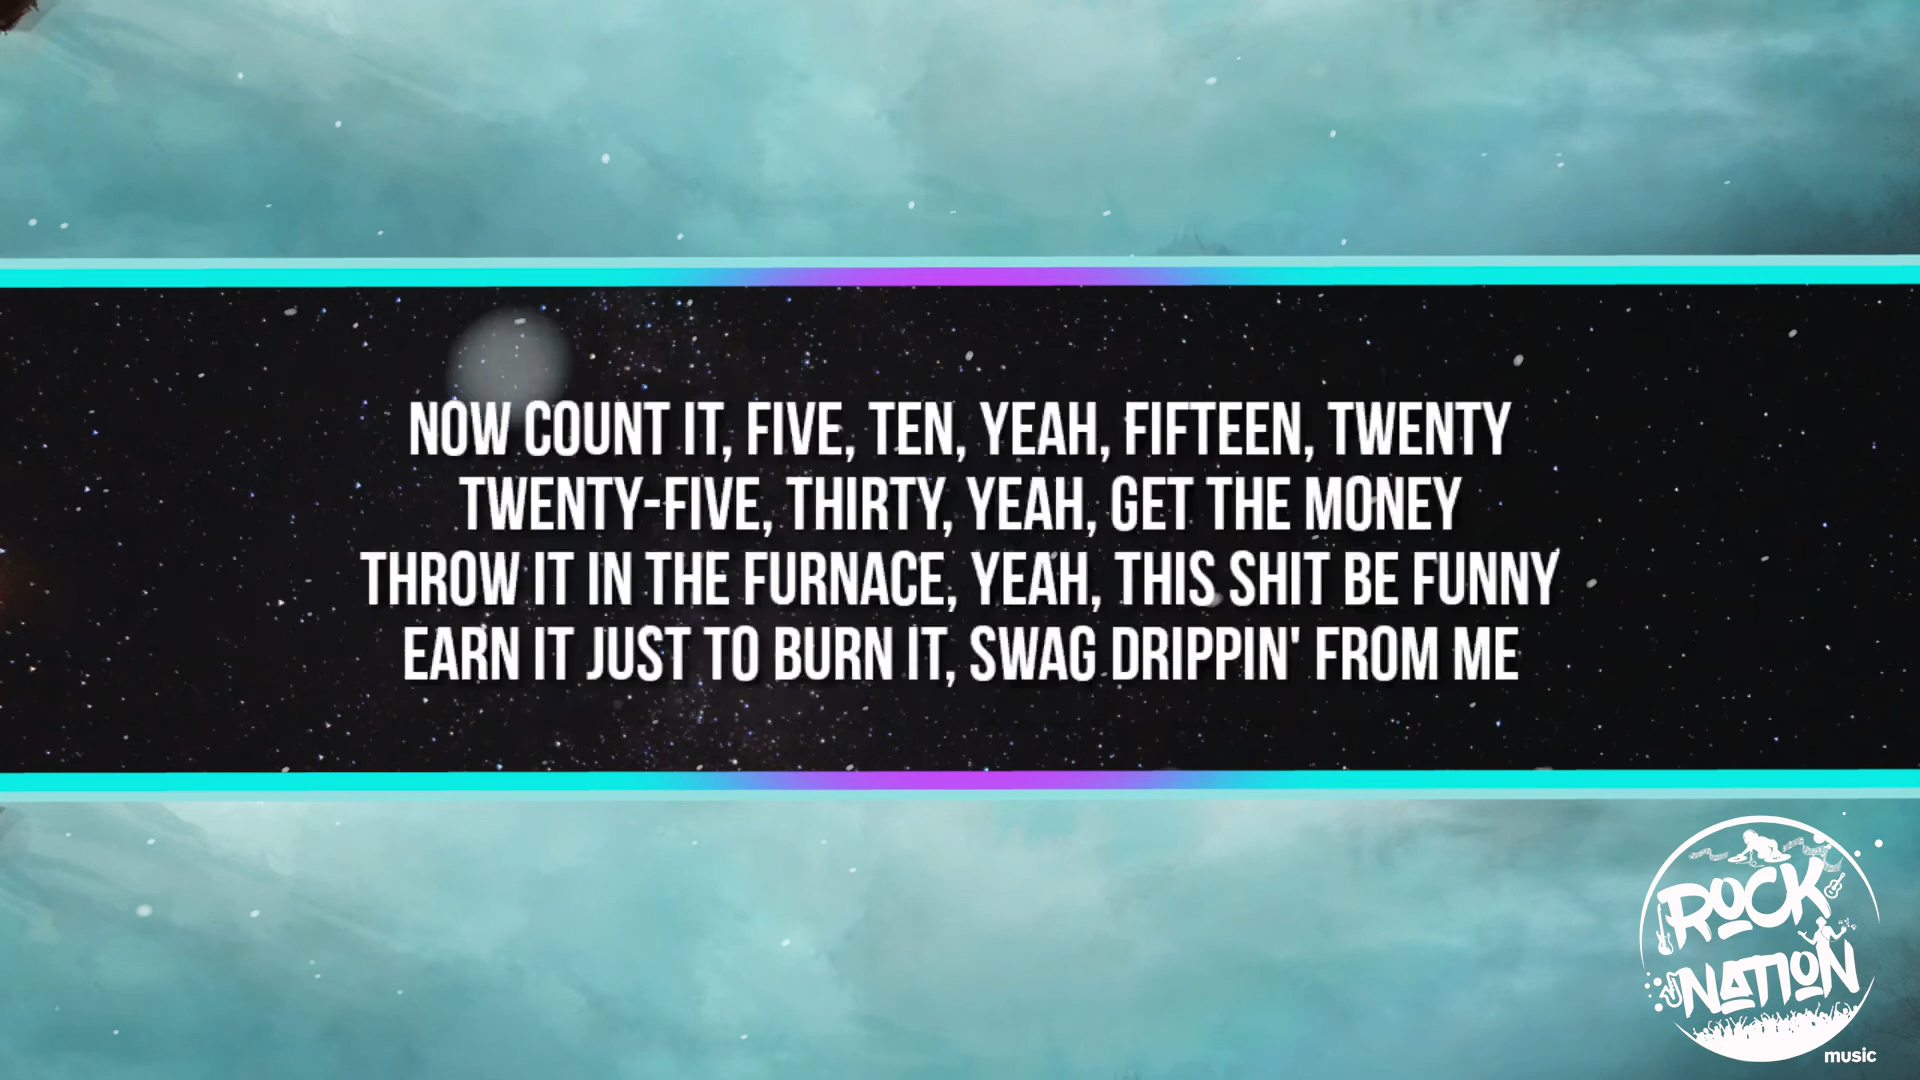 NOW COUNT IT, FIVE, TEN, YEAH, FIFTEEN, TWENTY
TWENTY-FIVE, THIRTY, YEAH, GET THE MONEY
THROW IT IN THE FURNACE, YEAH, THIS SHIT BE FUNNY
EARN IT JUST TO BURN IT, SWAG DRIPPIN' FROM ME
ROCK
NATION
music